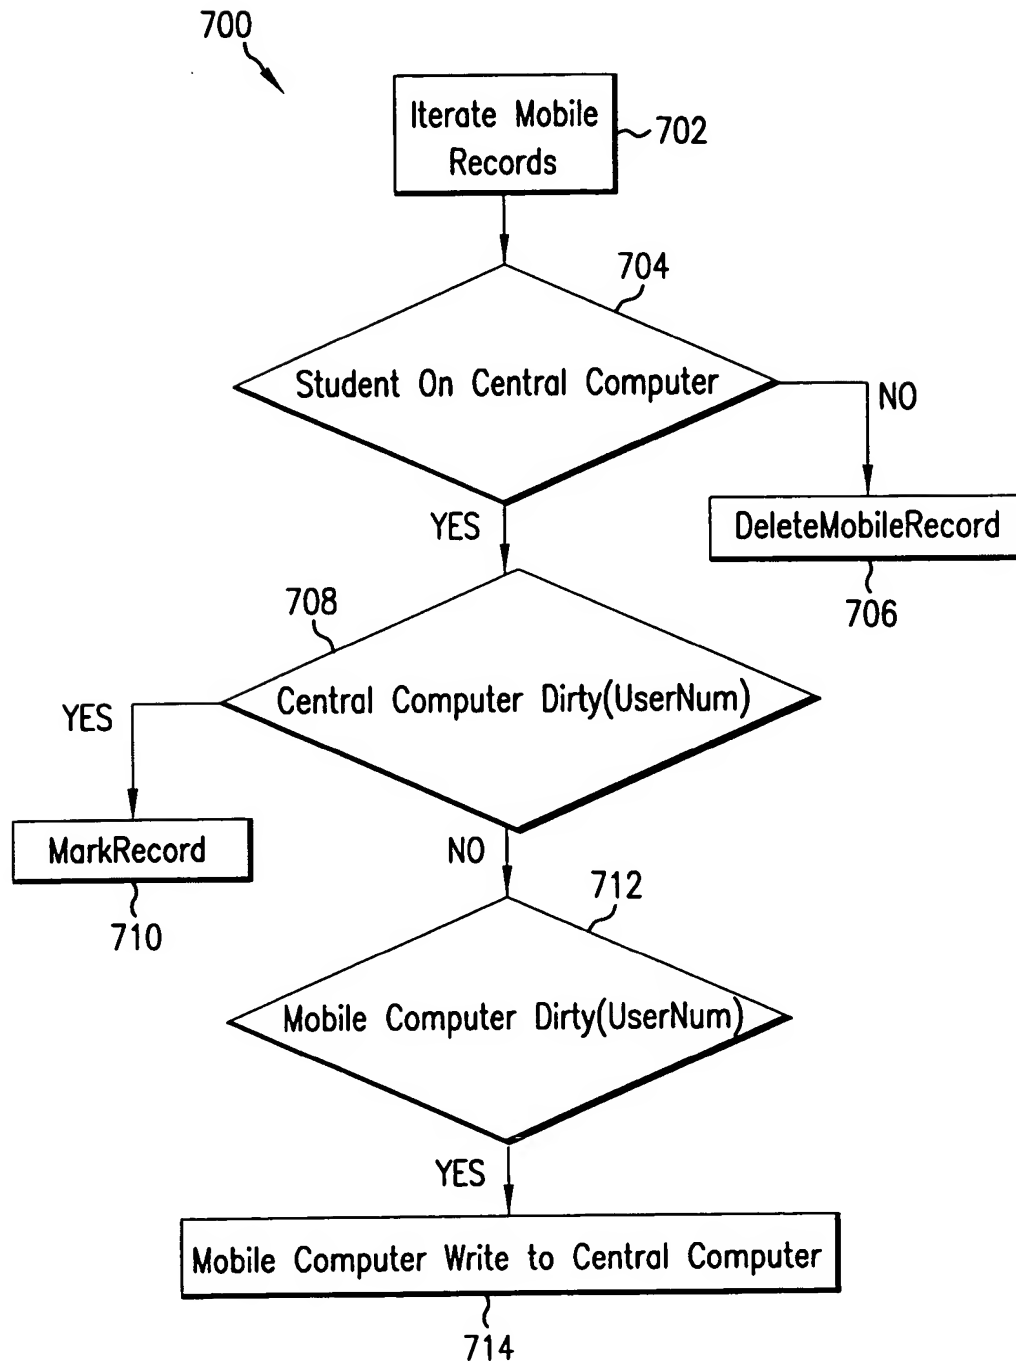 700
Iterate Mobile
Records
702
704
Student On Central Computer
NO
YES
DeleteMobileRecord
706
708
Central Computer Dirty(UserNum)
YES
MarkRecord
710
NO
712
Mobile Computer Dirty(UserNum)
YES
Mobile Computer Write to Central Computer
714